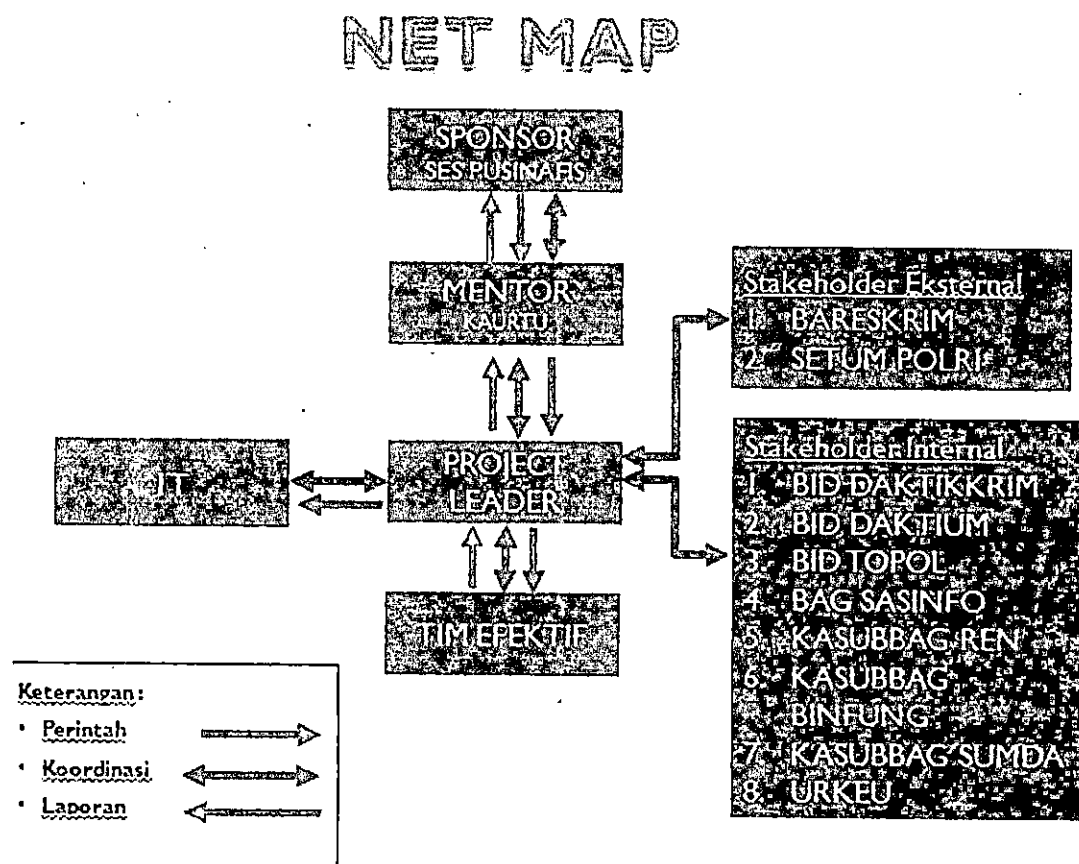 NET MAP
SPONSOR
SES PUSINAFIS
MENTOR
KAURTU
Stakeholder Eksternal
1. BARESKRIM
2. SETUM POLRI
IT
PROJECT
LEADER
Stakeholder Internal
1. BID DAKTIKKRIM
2. BID DAKTIUM
3. BID TOPOL
4. BAG SASINFO
5. KASUBBAG REN
6. KASUBBAG
BINFUNG
7. KASUBBAG SUMDA
8. URKEU
TIM EFEKTIF
Keterangan:
• Perintah
• Koordinasi
• Laporan